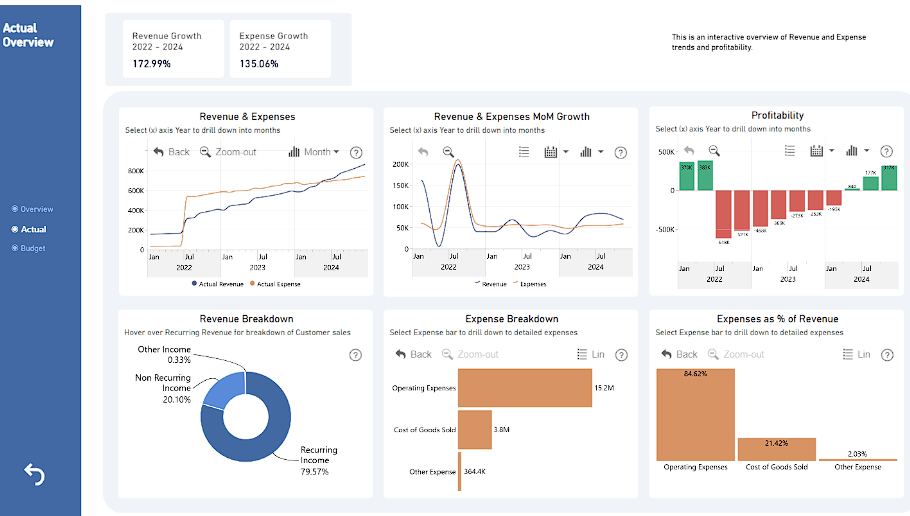 Actual
Overview
Overview
Actual
Budget
Revenue Growth
2022 - 2024
172.99%
Expense Growth
2022 - 2024
135.06%
This is an interactive overview of Revenue and Expense
trends and profitability.
Revenue & Expenses
Select (x) axis Year to drill down into months
Back
Zoom-out
Month
?
800K
600K
400K
200K
0
Jan
Jul
Jan
Jul
Jan
Jul
2022
2023
2024
Actual Revenue
Actual Expense
Revenue & Expenses MoM Growth
Select (x) axis Year to drill down into months
?
200K
150K
100K
50K
0
Jan
Jul
Jan
Jul
Jan
Jul
2022
2023
2024
Revenue
Expenses
Profitability
Select (x) axis Year to drill down into months
?
500K
0
-500K
177K
Jan
Jul
Jan
Jul
Jan
Jul
2022
2023
2024
Revenue Breakdown
Hover over Recurring Revenue for breakdown of Customer sales
?
Other Income
0.33%
Non Recurring
Income
20.10%
Recurring
Income
79.57%
Expense Breakdown
Select Expense bar to drill down to detailed expenses
Back
Zoom-out
Lin
?
Operating Expenses
15.2M
Cost of Goods Sold
3.8M
Other Expense
364.4K
Expenses as % of Revenue
Select Expense bar to drill down to detailed expenses
Back
Zoom-out
Lin
?
84.62%
21.42%
2.03%
Operating Expenses
Cost of Goods Sold
Other Expense